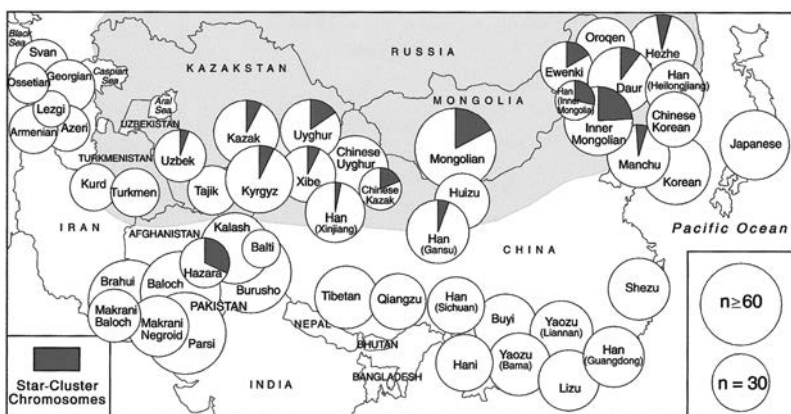 Black
Sea
Svan
Ossetian
Georgian
Lezgi
Armenian
Azeri
Caspian
Sea
Aral
Sea
KAZAKSTAN
RUSSIA
MONGOLIA
UZBEKISTAN
TURKMENISTAN
Kurd
Turkmen
IRAN
Uzbek
Tajik
Kazak
Kyrgyz
Uyghur
Xibe
Chinese
Uyghur
Chinese
Kazak
Han
(Xinjiang)
Mongolian
Huizu
Han
(Gansu)
Oroqen
Hezhe
Ewenki
Daur
Han
(Inner
Mongolia)
Inner
Mongolian
Han
(Heilongjiang)
Chinese
Korean
Manchu
Korean
Japanese
Pacific Ocean
CHINA
AFGHANISTAN
Kalash
Balti
Hazara
Burusho
Brahui
Baloch
PAKISTAN
Makrani
Baloch
Makrani
Negroid
Parsi
INDIA
Tibetan
Qiangzu
NEPAL
BHUTAN
BANGLADESH
Han
(Sichuan)
Buyi
Yaozu
(Liannan)
Hani
Yaozu
(Bama)
Lizu
Han
(Guangdong)
Shezu
Star-Cluster
Chromosomes
n≥60
n = 30